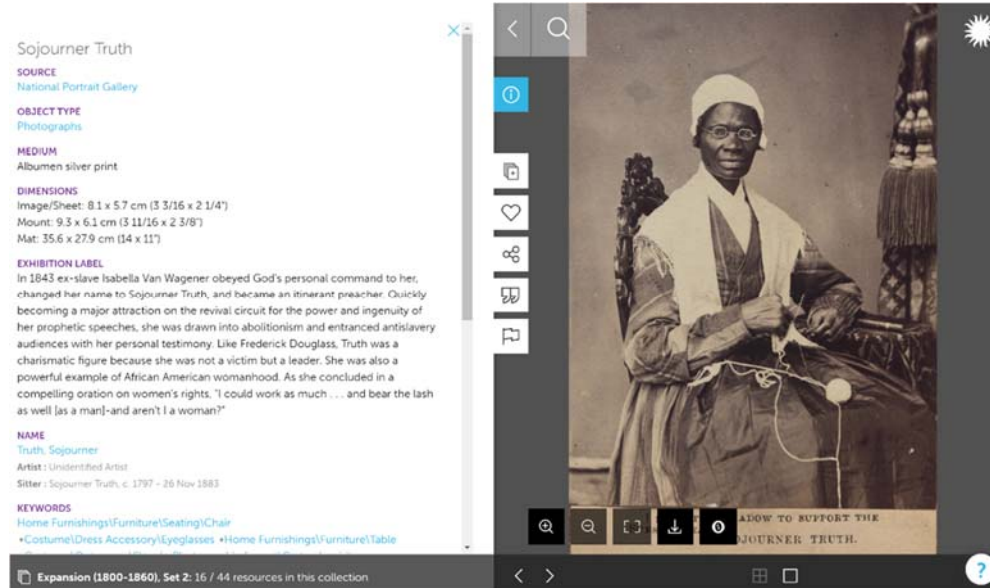 Sojourner Truth
SOURCE
National Portrait Gallery
OBJECT TYPE
Photographs
MEDIUM
Albumen silver print
DIMENSIONS
Image/Sheet: 8.1 x 5.7 cm (3 3/16 x 2 1/4")
Mount: 9.3 x 6.1 cm (3 11/16 x 2 3/8")
Mat: 35.6 x 27.9 cm (14 x 11")
EXHIBITION LABEL
In 1843 ex-slave Isabella Van Wagener obeyed God's personal command to her,
changed her name to Sojourner Truth, and became an itinerant preacher. Quickly
becoming a major attraction on the revival circuit for the power and ingenuity of
her prophetic speeches, she was drawn into abolitionism and entranced antislavery
audiences with her personal testimony. Like Frederick Douglass, Truth was a
charismatic figure because she was not a victim but a leader. She was also a
powerful example of African American womanhood. As she concluded in a
compelling oration on women's rights, "I could work as much . . . and bear the lash
as well [as a man]-and aren't I a woman?"
NAME
Truth, Sojourner
Artist : Unidentified Artist
Sitter : Sojourner Truth, c. 1797 - 26 Nov 1883
KEYWORDS
Home Furnishings\Furniture\Seating\Chair
•Costume\Dress Accessory\Eyeglasses •Home Furnishings\Furniture\Table
Expansion (1800-1860), Set 2: 16 / 44 resources in this collection
TO SUPPORT THE
TRUTH.
?